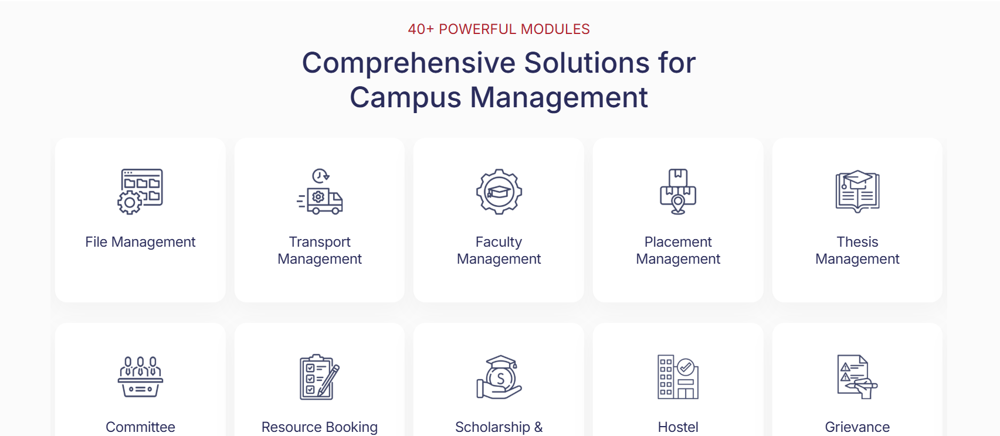 40+ POWERFUL MODULES
Comprehensive Solutions for
Campus Management
File Management
Transport
Management
Faculty
Management
Placement
Management
Thesis
Management
Committee
Resource Booking
Scholarship &
Hostel
Grievance